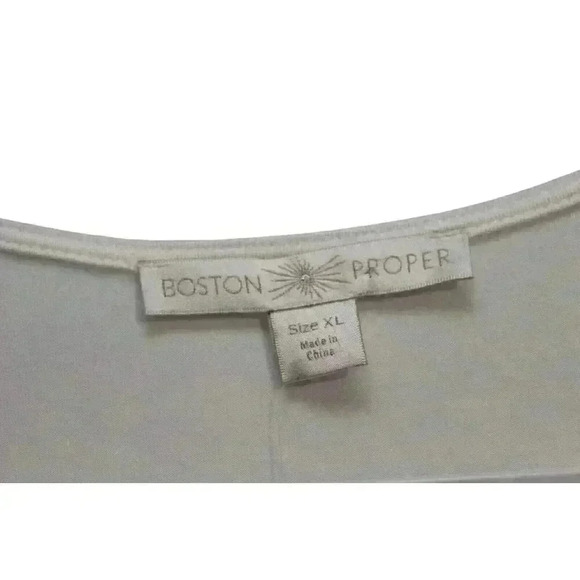 BOSTON PROPER
Size XL
Made in
China